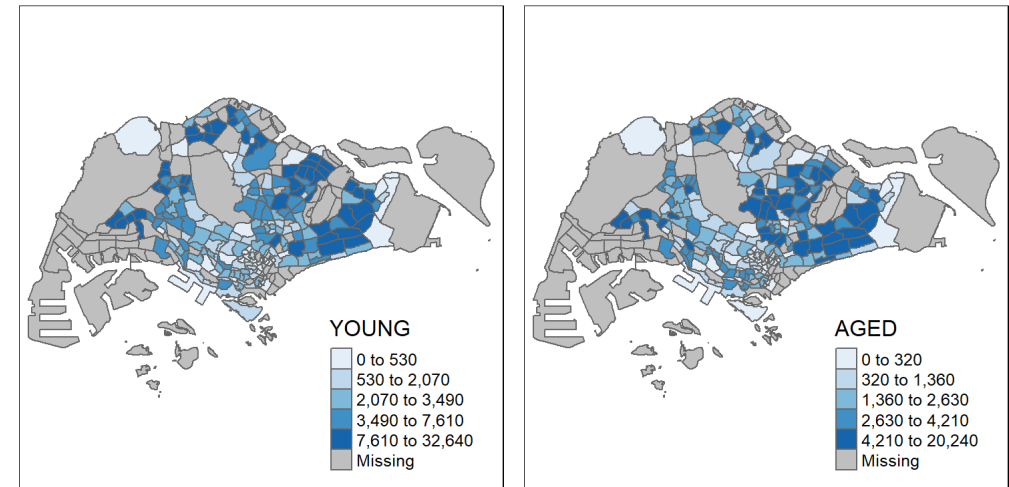 YOUNG
0 to 530
530 to 2,070
2,070 to 3,490
3,490 to 7,610
7,610 to 32,640
Missing
AGED
0 to 320
320 to 1,360
1,360 to 2,630
2,630 to 4,210
4,210 to 20,240
Missing